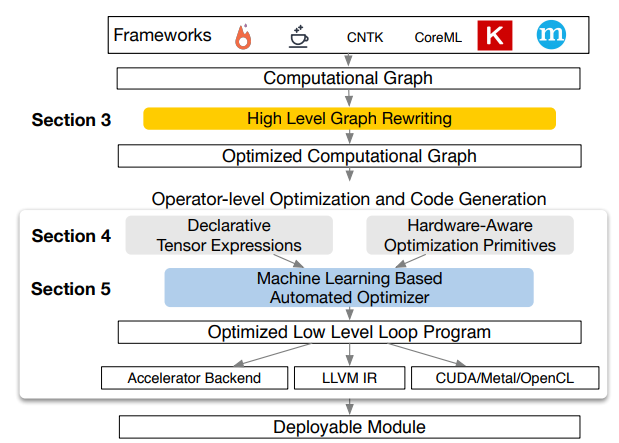 Frameworks CNTK CoreML K m
Computational Graph
Section 3 High Level Graph Rewriting
Optimized Computational Graph
Operator-level Optimization and Code Generation
Section 4
Declarative
Tensor Expressions
Hardware-Aware
Optimization Primitives
Section 5
Machine Learning Based
Automated Optimizer
Optimized Low Level Loop Program
Accelerator Backend LLVM IR CUDA/Metal/OpenCL
Deployable Module